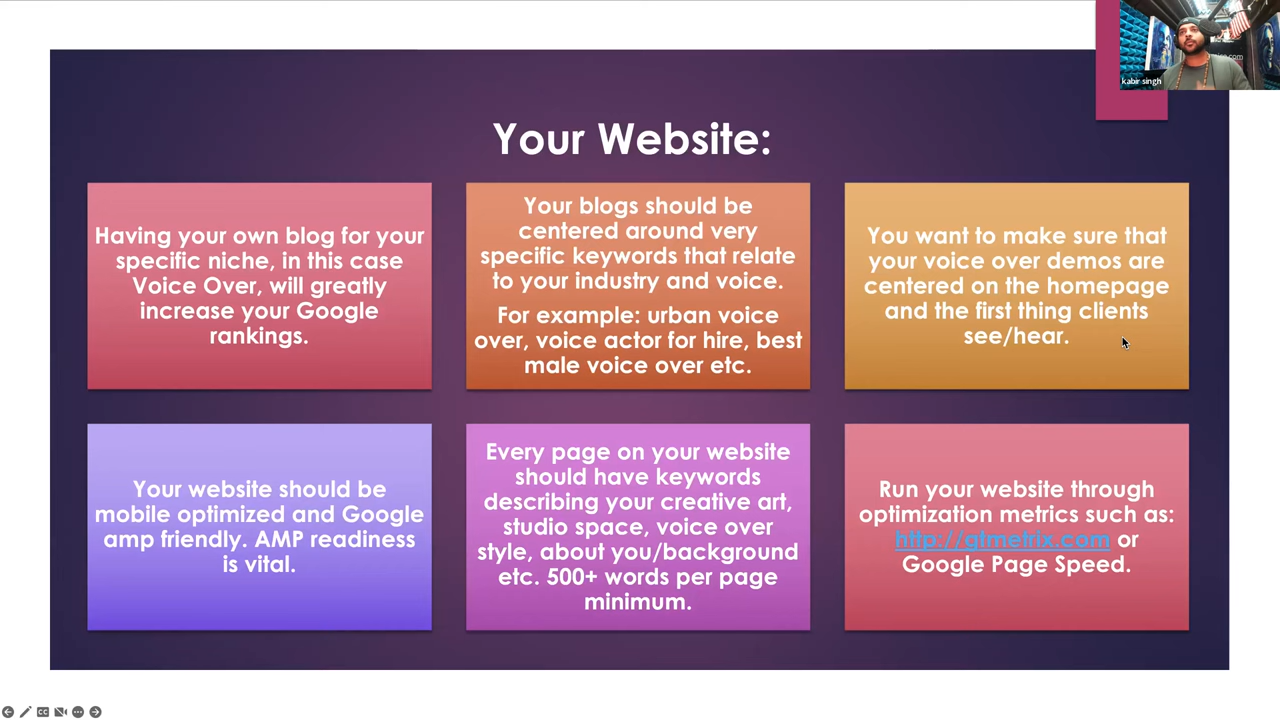 kabir singh
Your Website:
Having your own blog for your
specific niche, in this case
Voice Over, will greatly
increase your Google
rankings.
Your blogs should be
centered around very
specific keywords that relate
to your industry and voice.
For example: urban voice
over, voice actor for hire, best
male voice over etc.
You want to make sure that
your voice over demos are
centered on the homepage
and the first thing clients
see/hear.
Your website should be
mobile optimized and Google
amp friendly. AMP readiness
is vital.
Every page on your website
should have keywords
describing your creative art,
studio space, voice over
style, about you/background
etc. 500+ words per page
minimum.
Run your website through
optimization metrics such as:
http://gtmetrix.com or
Google Page Speed.